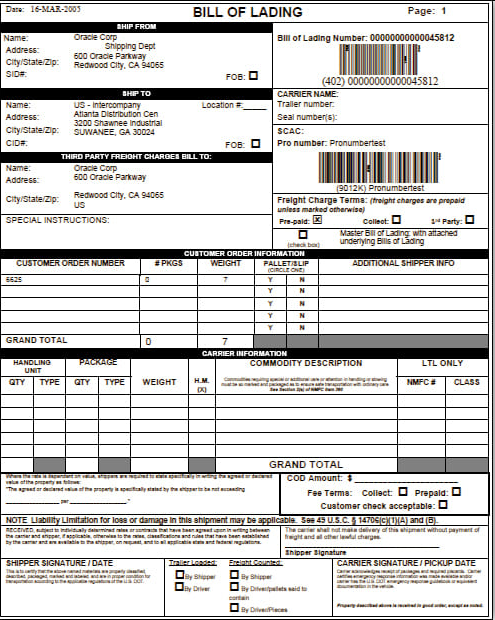 Date: 16-MAR-2005
BILL OF LADING
Page: 1
SHIP FROM
Name: Oracle Corp
Address: Shipping Dept
600 Oracle Parkway
City/State/Zip: Redwood City, CA 94065
SID#:
FOB:
Bill of Lading Number: 00000000000045812
(402) 00000000000045812
SHIP TO
Name: US - Intercompany
Location #:
Address: Atlanta Distribution Cen
3200 Shawnee Industrial
City/State/Zip: SUWANEE, GA 30024
CID#:
FOB:
CARRIER NAME:
Trailer number:
Seal number(s):
SCAC:
Pro number: Pronumbertest
(9012K) Pronumbertest
THIRD PARTY FREIGHT CHARGES BILL TO:
Name: Oracle Corp
Address: 600 Oracle Parkway
City/State/Zip: Redwood City, CA 94065
US
SPECIAL INSTRUCTIONS:
Freight Charge Terms: (freight charges are prepaid
unless marked otherwise)
Pre-paid: X Collect: 3rd Party:
(check box)
Master Bill of Lading: with attached
underlying Bills of Lading
CUSTOMER ORDER INFORMATION
CUSTOMER ORDER NUMBER # PKGS WEIGHT PALLET/SLIP ADDITIONAL SHIPPER INFO
(CIRCLE ONE)
6625 0 7 Y N
Y N
Y N
Y N
Y N
GRAND TOTAL 0 7
CARRIER INFORMATION
HANDLING UNIT
PACKAGE
COMMODITY DESCRIPTION
LTL ONLY
QTY TYPE QTY TYPE WEIGHT H.M. (X)
Commodities requiring special or additional care or attention in handling or stowing
must be so marked and packaged as to ensure safe transportation with ordinary care
See Section 2(e) of NMFC Item 360
NMFC # CLASS
GRAND TOTAL
Where the rate is dependent on value, shippers are required to state specifically in writing the agreed or declared
value of the property as follows:
"The agreed or declared value of the property is specifically stated by the shipper to be not exceeding
per ."
COD Amount: $
Fee Terms: Collect: Prepaid:
Customer check acceptable:
NOTE Liability Limitation for loss or damage in this shipment may be applicable. See 49 U.S.C. § 14706(c)(1)(A) and (B).
RECEIVED, subject to individually determined rates or contracts that have been agreed upon in writing between
the carrier and shipper, if applicable, otherwise to the rates, classifications and rules that have been established
by the carrier and are available to the shipper, on request, and to all applicable state and federal regulations.
The carrier shall not make delivery of this shipment without payment of
freight and all other lawful charges.
Shipper Signature
SHIPPER SIGNATURE / DATE
This is to certify that the above named materials are properly classified,
described, packaged, marked and labeled, and are in proper condition for
transportation according to the applicable regulations of the U.S. DOT.
Trailer Loaded:
By Shipper
By Driver
Freight Counted:
By Shipper
By Driver/pallets said to
contain
By Driver/Pieces
CARRIER SIGNATURE / PICKUP DATE
Carrier acknowledges receipt of packages and required placards. Carrier
certifies emergency response information was made available and/or
carrier has the U.S. DOT emergency response guidebook or equivalent
documentation in the vehicle.
Property described above is received in good order, except as noted.